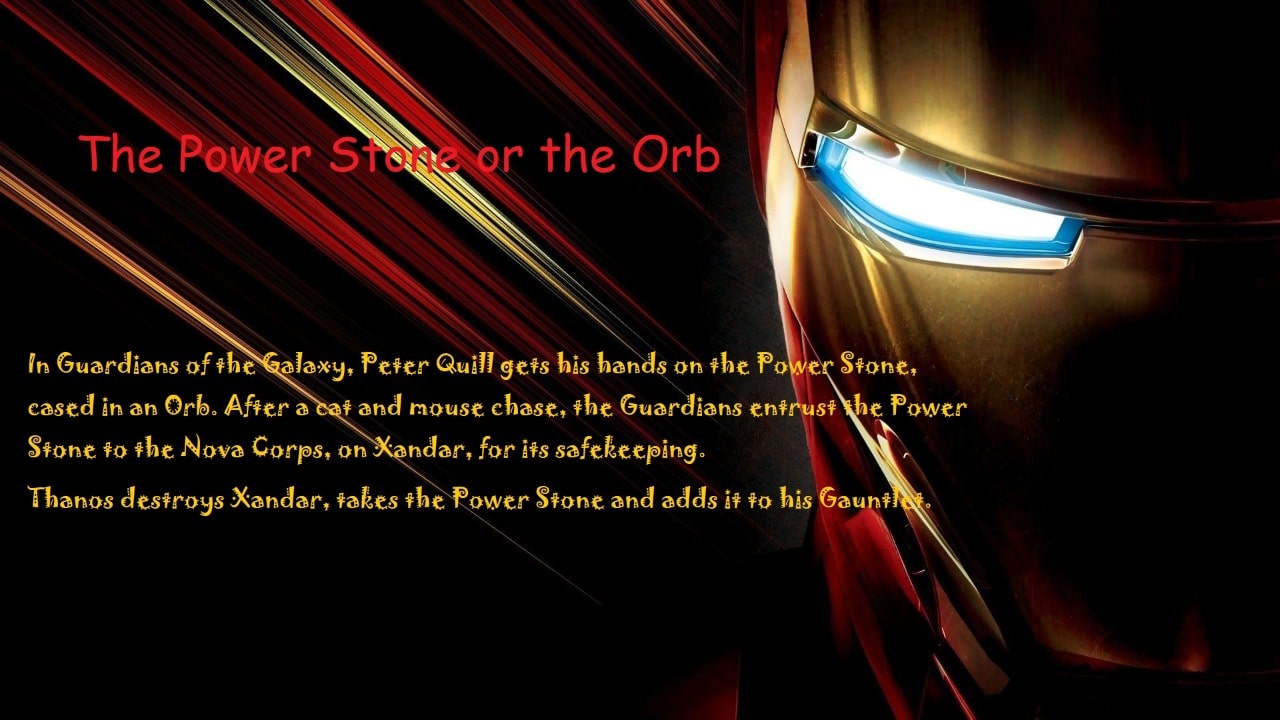 The Power Stone or the Orb
In Guardians of the Galaxy, Peter Quill gets his hands on the Power Stone,
cased in an Orb. After a cat and mouse chase, the Guardians entrust the Power
Stone to the Nova Corps, on Xandar, for its safekeeping.
Thanos destroys Xandar, takes the Power Stone and adds it to his Gauntlet.